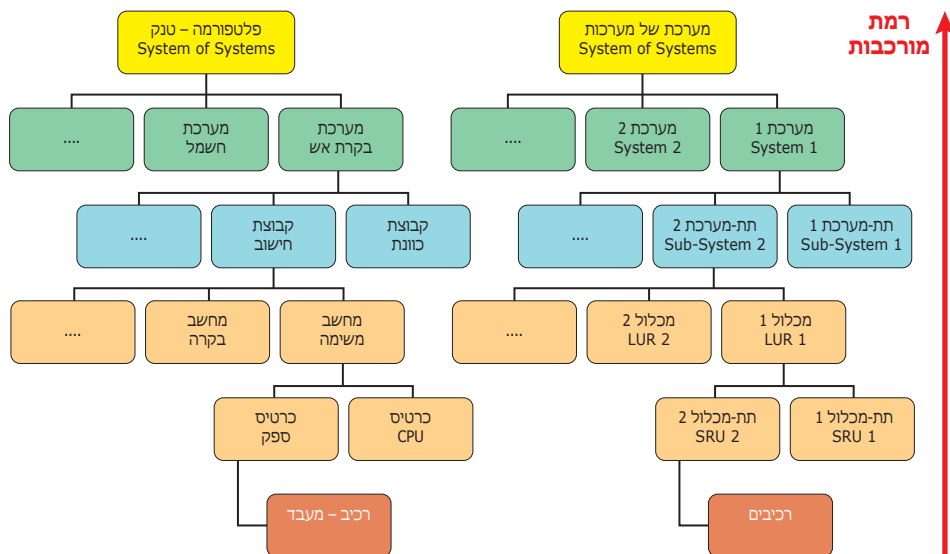 רמת
מורכבות
מערכת של מערכות
System of Systems
מערכת 1
System 1
מערכת 2
System 2
....
תת-מערכת 1
Sub-System 1
תת-מערכת 2
Sub-System 2
....
מכלול 1
LUR 1
מכלול 2
LUR 2
....
תת-מכלול 1
SRU 1
תת-מכלול 2
SRU 2
רכיבים
פלטפורמה – טנק
System of Systems
מערכת
בקרת אש
מערכת
חשמל
....
קבוצת
כוונת
קבוצת
חישוב
....
מחשב
משימה
מחשב
בקרה
....
כרטיס
CPU
כרטיס
ספק
רכיב – מעבד